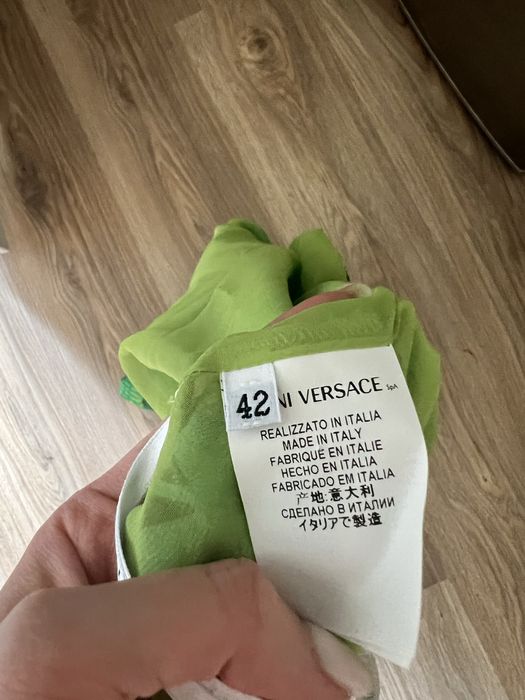 42
NI VERSACE SpA
REALIZZATO IN ITALIA
MADE IN ITALY
FABRIQUE EN ITALIE
HECHO EN ITALIA
FABRICADO EM ITALIA
产地:意大利
СДЕЛАНО В ИТАЛИИ
イタリアで製造